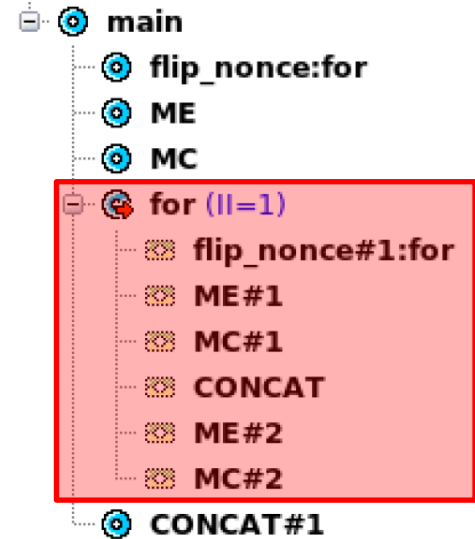 main
flip_nonce:for
ME
MC
for (II=1)
flip_nonce#1:for
ME#1
MC#1
CONCAT
ME#2
MC#2
CONCAT#1